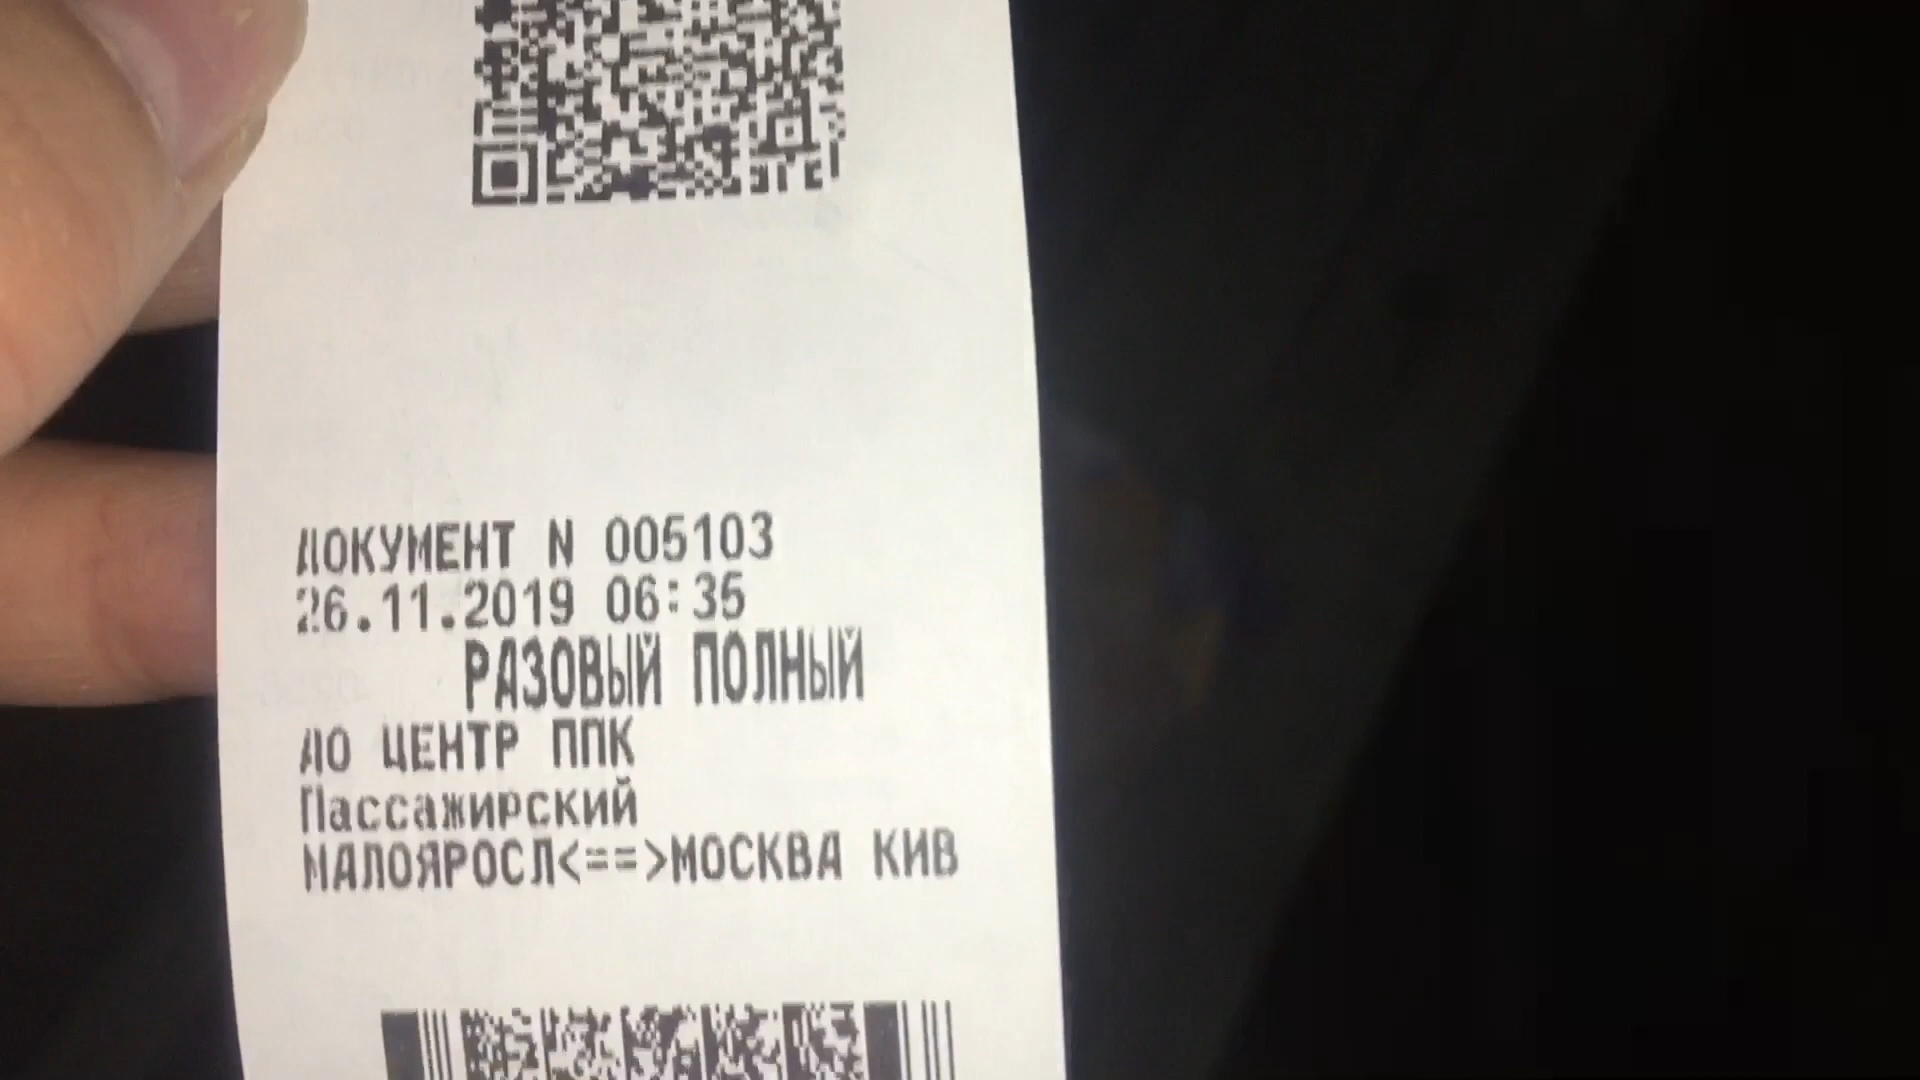 ДОКУМЕНТ N 005103
26.11.2019 06:35
РАЗОВЫЙ ПОЛНЫЙ
АО ЦЕНТР ППК
Пассажирский
МАЛОЯРОСЛ<==>МОСКВА КИВ